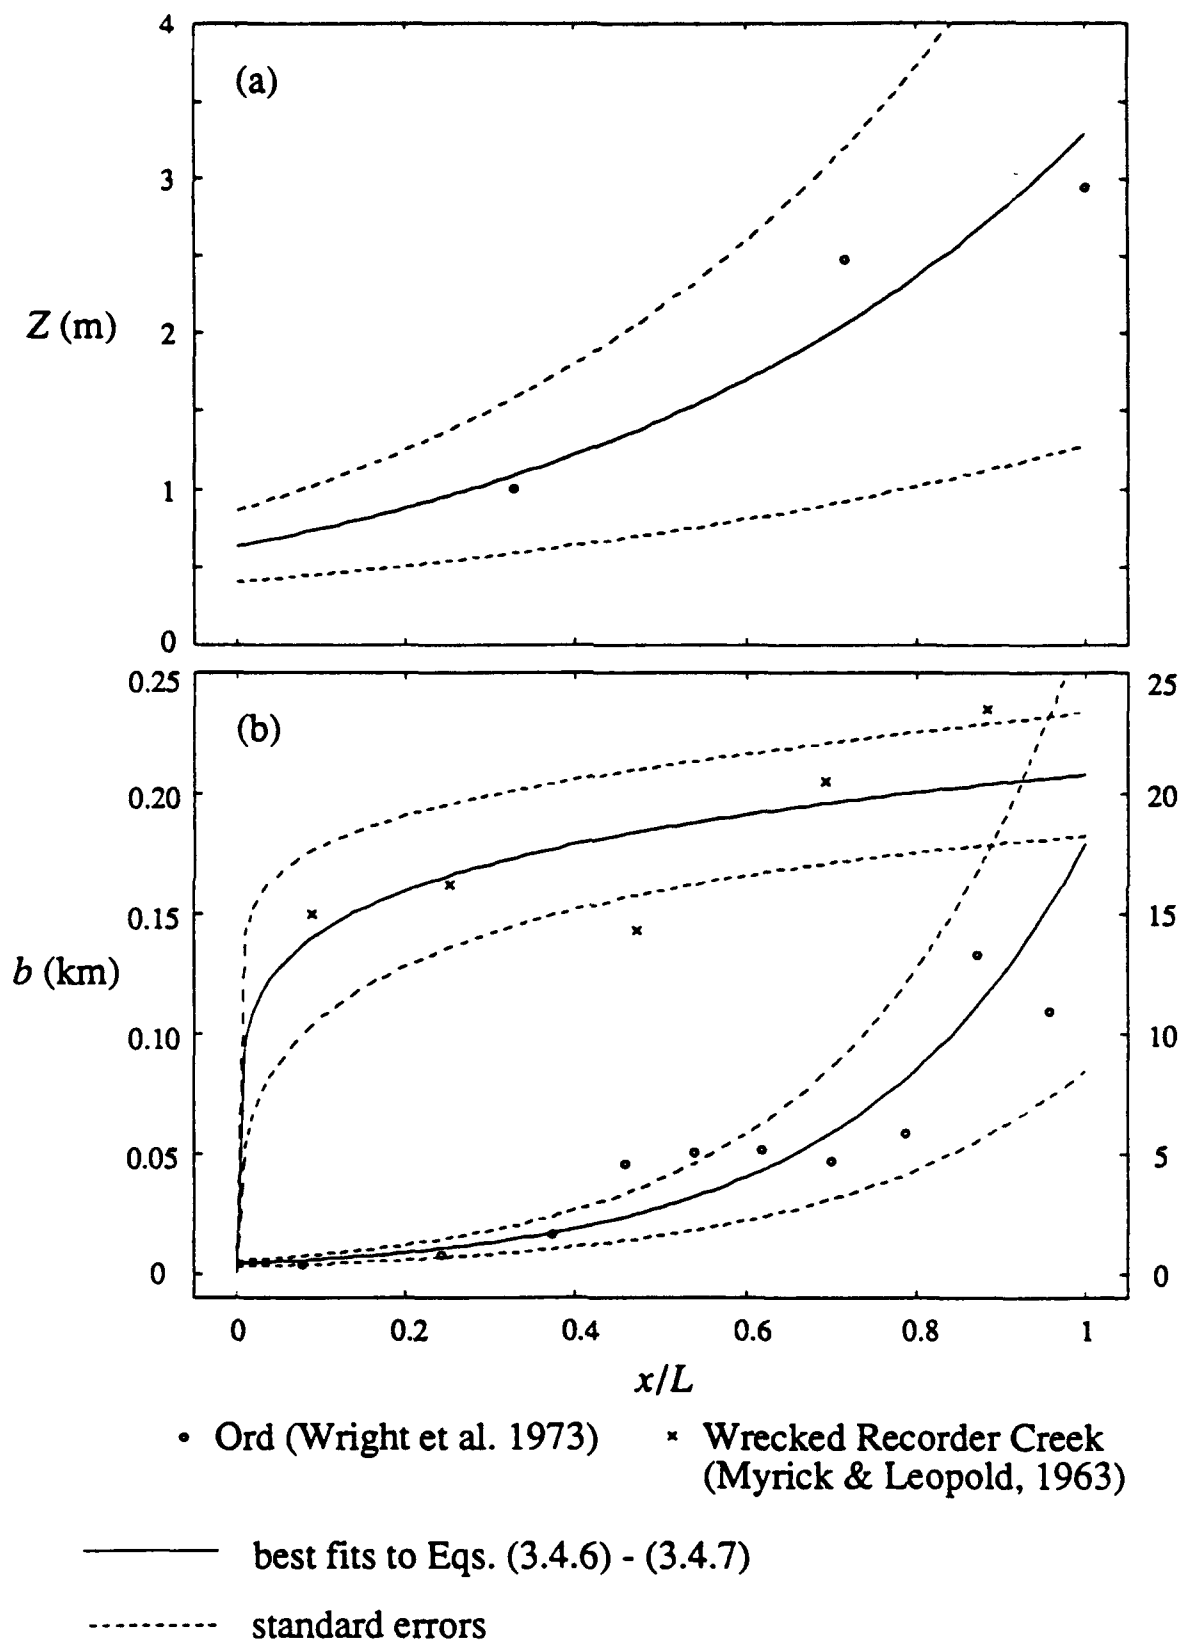 4
(a)
3
Z (m)
2
1
0
0.25
25
(b)
0.20
20
0.15
15
b (km)
0.10
10
0.05
5
0
0
0
0.2
0.4
0.6
0.8
1
x/L
Ord (Wright et al. 1973)
Wrecked Recorder Creek
(Myrick & Leopold, 1963)
best fits to Eqs. (3.4.6) - (3.4.7)
standard errors